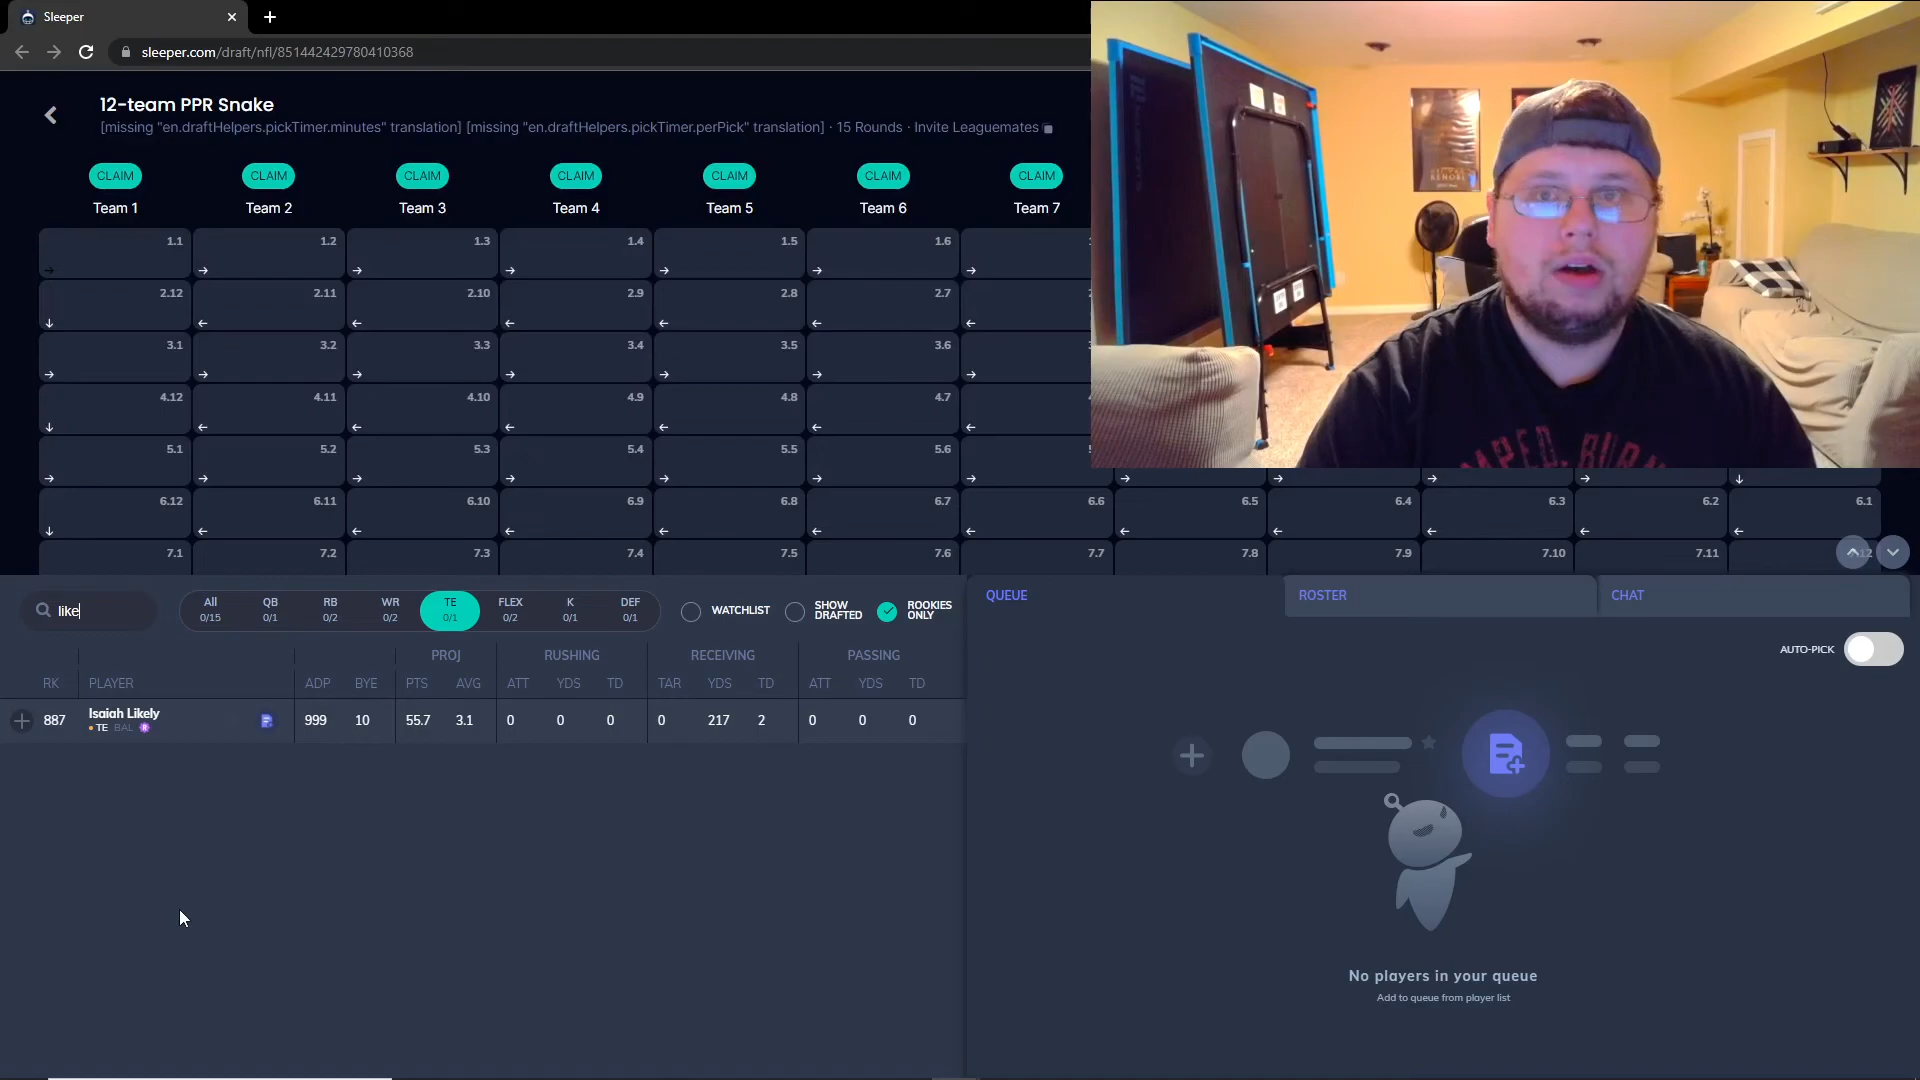 Sleeper
sleeper.com/draft/nfl/851442429780410368
12-team PPR Snake
[missing "en.draftHelpers.pickTimer.minutes" translation] [missing "en.draftHelpers.pickTimer.perPick" translation] · 15 Rounds · Invite Leaguemates
CLAIM CLAIM CLAIM CLAIM CLAIM CLAIM CLAIM
Team 1 Team 2 Team 3 Team 4 Team 5 Team 6 Team 7
1.1 1.2 1.3 1.4 1.5 1.6
2.12 2.11 2.10 2.9 2.8 2.7
3.1 3.2 3.3 3.4 3.5 3.6
4.12 4.11 4.10 4.9 4.8 4.7
5.1 5.2 5.3 5.4 5.5 5.6
6.12 6.11 6.10 6.9 6.8 6.7 6.6 6.5 6.4 6.3 6.2 6.1
7.1 7.2 7.3 7.4 7.5 7.6 7.7 7.8 7.9 7.10 7.11
like
All QB RB WR TE FLEX K DEF
0/15 0/1 0/2 0/2 0/1 0/2 0/1 0/1
WATCHLIST
SHOW
DRAFTED
ROOKIES
ONLY
QUEUE ROSTER CHAT
AUTO-PICK
PROJ RUSHING RECEIVING PASSING
RK PLAYER ADP BYE PTS AVG ATT YDS TD TAR YDS TD ATT YDS TD
887 Isaiah Likely 999 10 55.7 3.1 0 0 0 0 217 2 0 0 0
TE BAL R
No players in your queue
Add to queue from player list